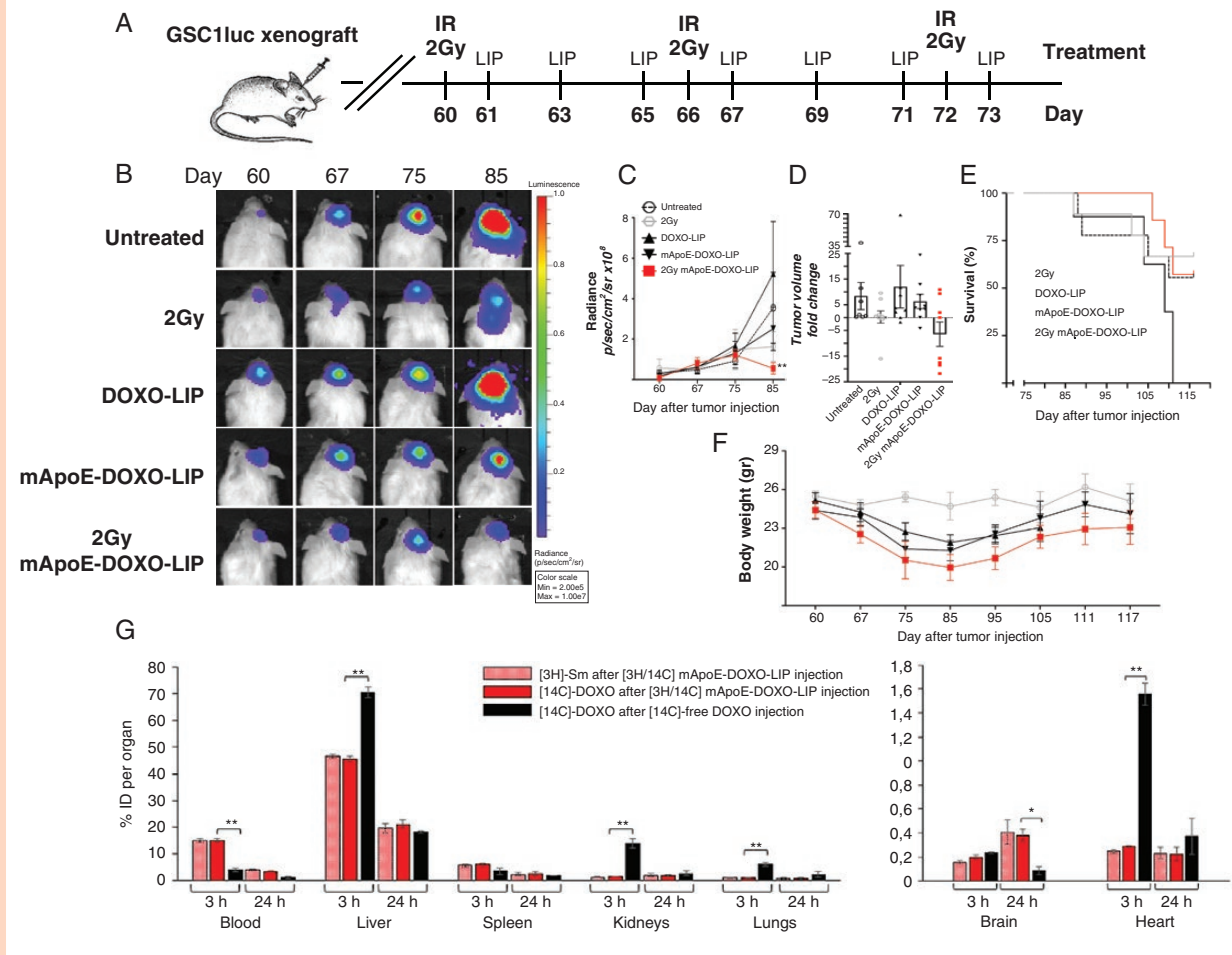 A
GSC1luc xenograft
IR
2Gy
IR
2Gy
IR
2Gy
LIP LIP LIP LIP LIP LIP LIP
Treatment
60 61 63 65 66 67 69 71 72 73
Day
B
Day 60 67 75 85
Untreated
2Gy
DOXO-LIP
mApoE-DOXO-LIP
2Gy
mApoE-DOXO-LIP
Luminescence
1.0
0.8
0.6
0.4
0.2
Radiance
(p/sec/cm²/sr)
Color scale
Min = 2.00e5
Max = 1.00e7
C
Untreated
2Gy
DOXO-LIP
mApoE-DOXO-LIP
2Gy mApoE-DOXO-LIP
Radiance
p/sec/cm²/sr x10⁸
8
6
4
2
**
60 67 75 85
Day after tumor injection
D
Tumor volume
fold change
70
35
25
15
5
0
−5
−15
−25
Untreated
2Gy
DOXO-LIP
mApoE-DOXO-LIP
2Gy mApoE-DOXO-LIP
E
Survival (%)
100
75
50
25
2Gy
DOXO-LIP
mApoE-DOXO-LIP
2Gy mApoE-DOXO-LIP
75 85 95 105 115
Day after tumor injection
F
Body weight (gr)
26
23
20
60 67 75 85 95 105 111 117
Day after tumor injection
G
% ID per organ
80
70
60
50
40
30
20
10
0
[3H]-Sm after [3H/14C] mApoE-DOXO-LIP injection
[14C]-DOXO after [3H/14C] mApoE-DOXO-LIP injection
[14C]-DOXO after [14C]-free DOXO injection
** ** ** **
3 h 24 h 3 h 24 h 3 h 24 h 3 h 24 h 3 h 24 h
Blood Liver Spleen Kidneys Lungs
1,8
1,6
1,4
1,2
0
0,8
0,6
0,4
0,2
0
* **
3 h 24 h 3 h 24 h
Brain Heart